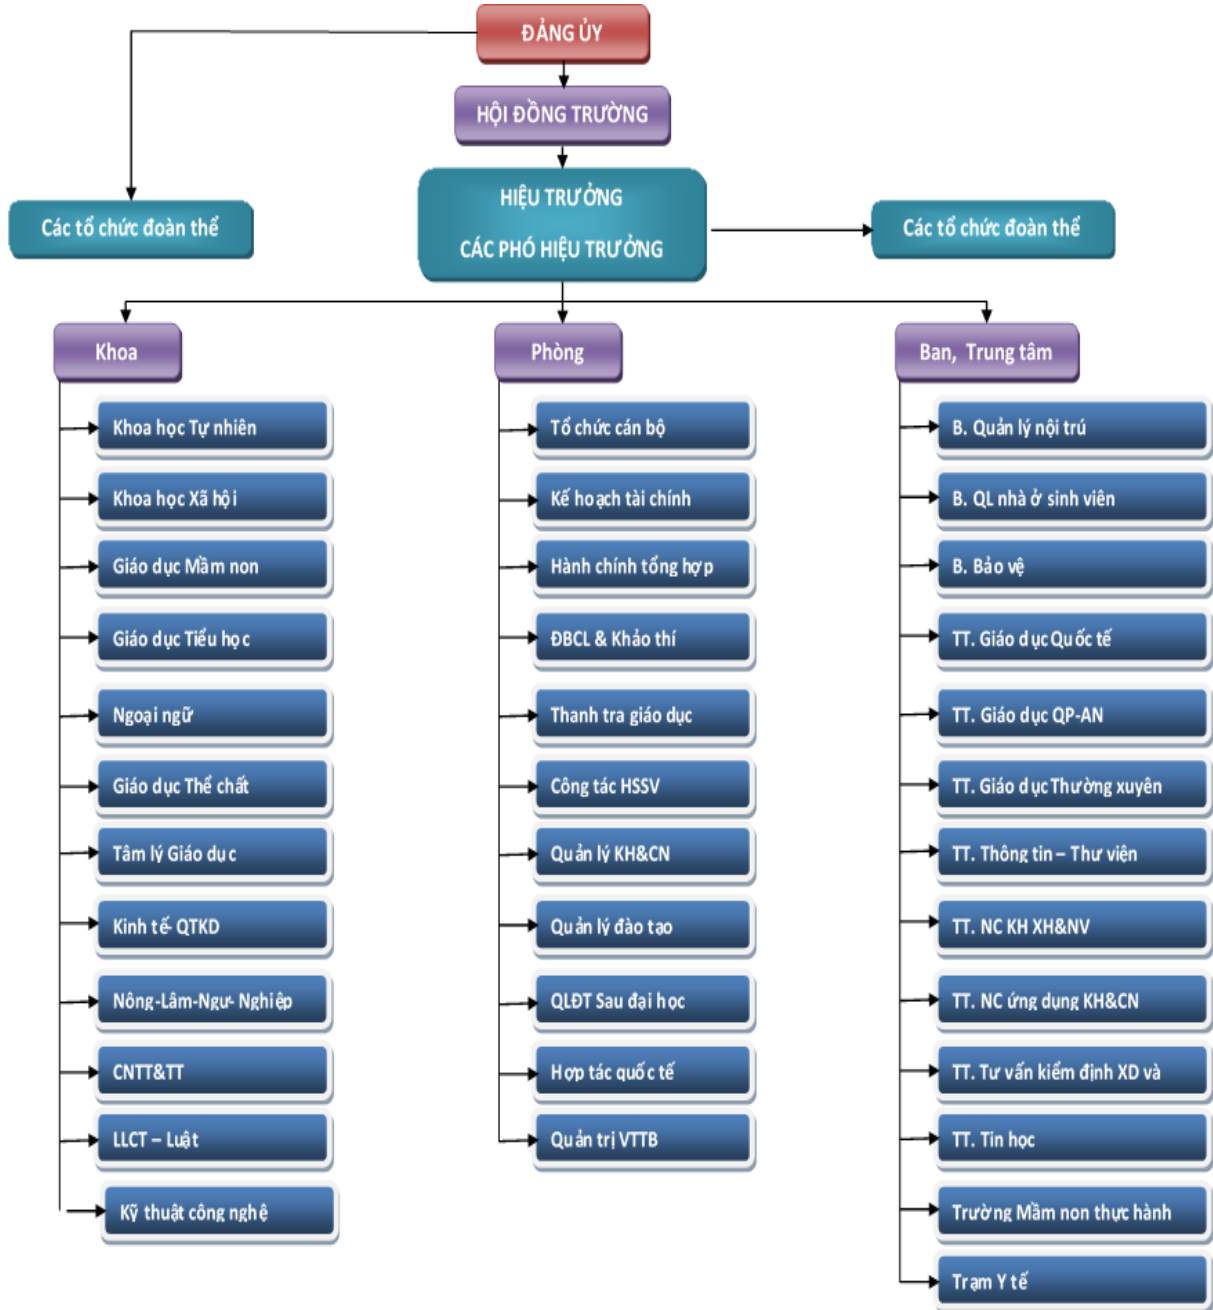 ĐẢNG ỦY
HỘI ĐỒNG TRƯỜNG
HIỆU TRƯỞNG
CÁC PHÓ HIỆU TRƯỞNG
Các tổ chức đoàn thể
Các tổ chức đoàn thể
Khoa
Khoa học Tự nhiên
Khoa học Xã hội
Giáo dục Mầm non
Giáo dục Tiểu học
Ngoại ngữ
Giáo dục Thể chất
Tâm lý Giáo dục
Kinh tế- QTKD
Nông-Lâm-Ngư- Nghiệp
CNTT&TT
LLCT – Luật
Kỹ thuật công nghệ
Phòng
Tổ chức cán bộ
Kế hoạch tài chính
Hành chính tổng hợp
ĐBCL & Khảo thí
Thanh tra giáo dục
Công tác HSSV
Quản lý KH&CN
Quản lý đào tạo
QLĐT Sau đại học
Hợp tác quốc tế
Quản trị VTTB
Ban, Trung tâm
B. Quản lý nội trú
B. QL nhà ở sinh viên
B. Bảo vệ
TT. Giáo dục Quốc tế
TT. Giáo dục QP-AN
TT. Giáo dục Thường xuyên
TT. Thông tin – Thư viện
TT. NC KH XH&NV
TT. NC ứng dụng KH&CN
TT. Tư vấn kiểm định XD và
TT. Tin học
Trường Mầm non thực hành
Trạm Y tế